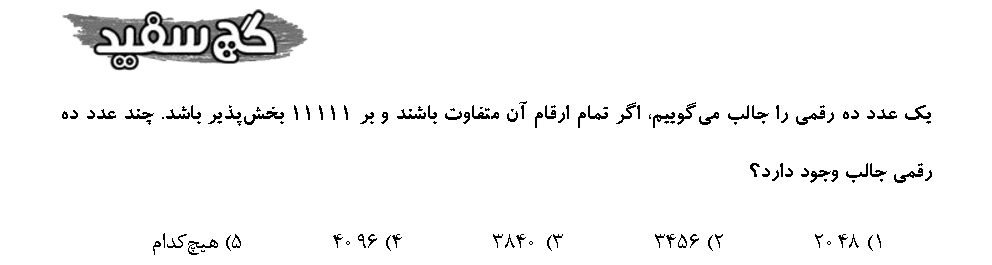 گچ سفید
یک عدد ده رقمی را جالب می‌گوییم، اگر تمام ارقام آن متفاوت باشند و بر ۱۱۱۱۱ بخش‌پذیر باشد. چند عدد ده
رقمی جالب وجود دارد؟
۱) ۲۰۴۸ ۲) ۳۴۵۶ ۳) ۳۸۴۰ ۴) ۴۰۹۶ ۵) هیچ‌کدام